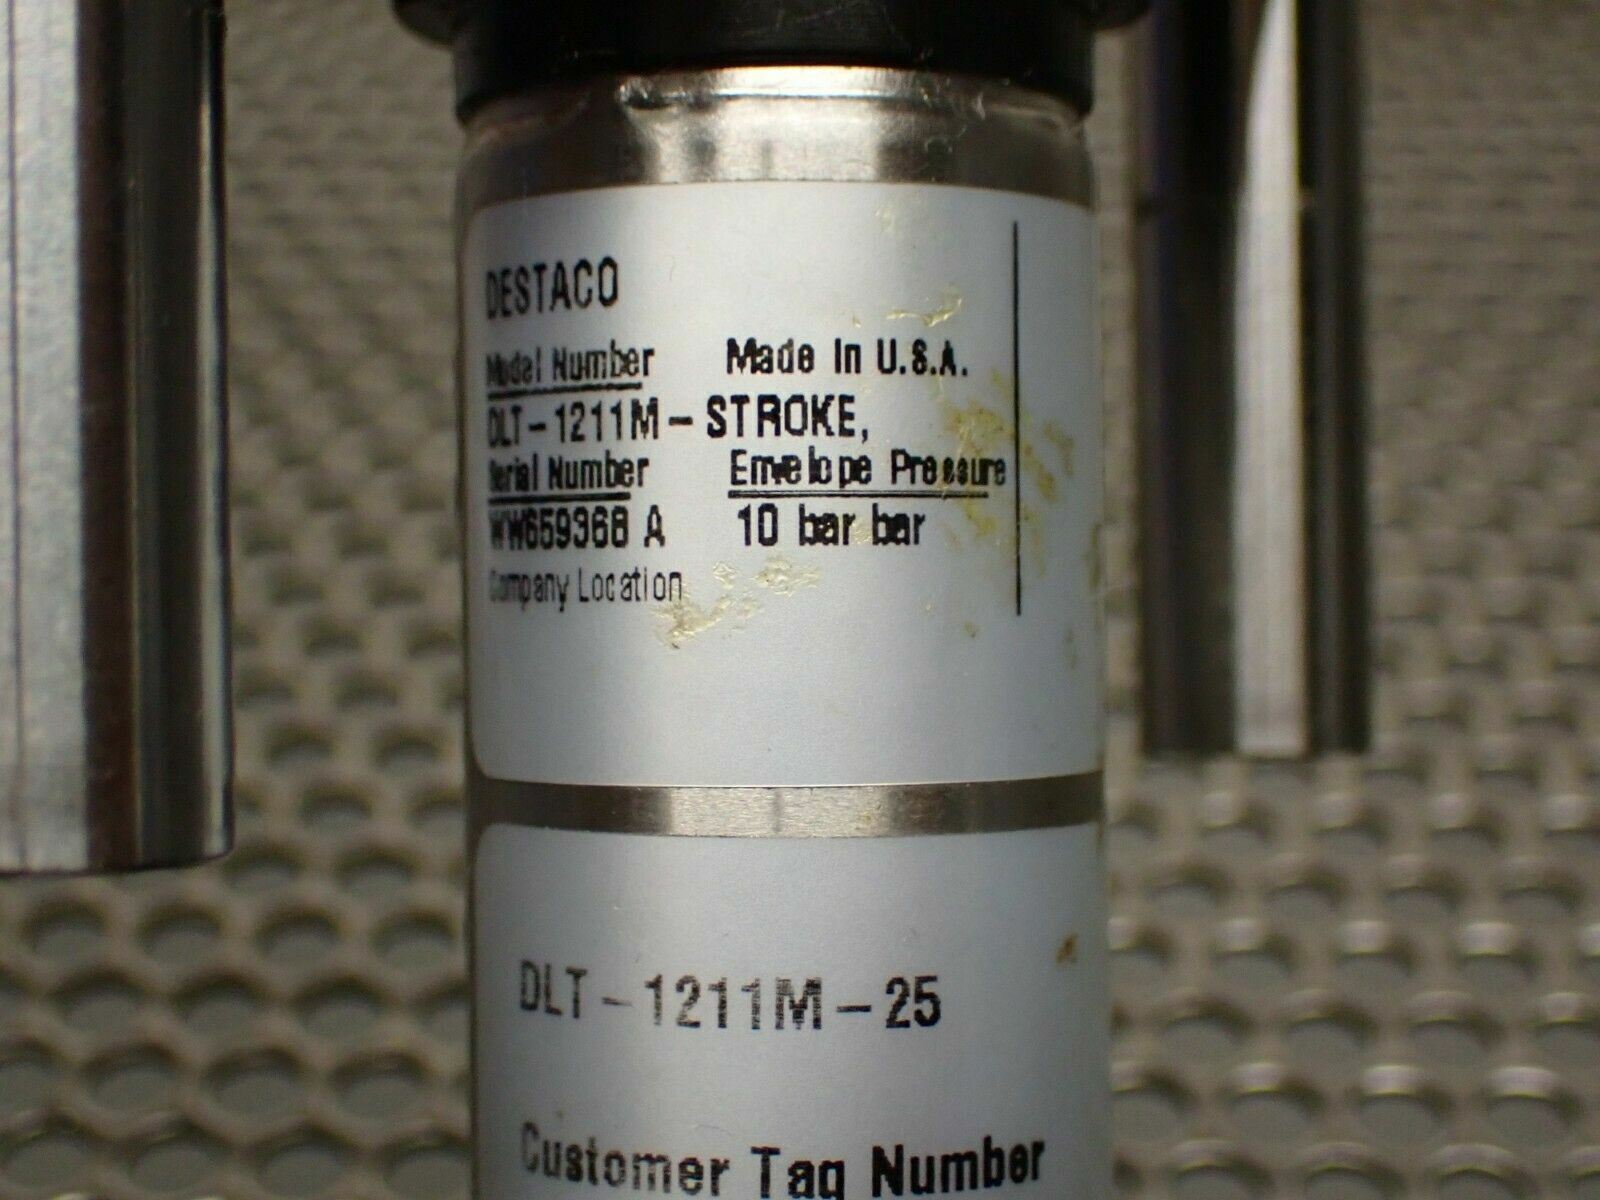 DESTACO
Model Number Made In U.S.A.
DLT-1211M-STROKE,
Serial Number Envelope Pressure
WW659368 A 10 bar bar
Company Location
DLT-1211M-25
Customer Tag Number